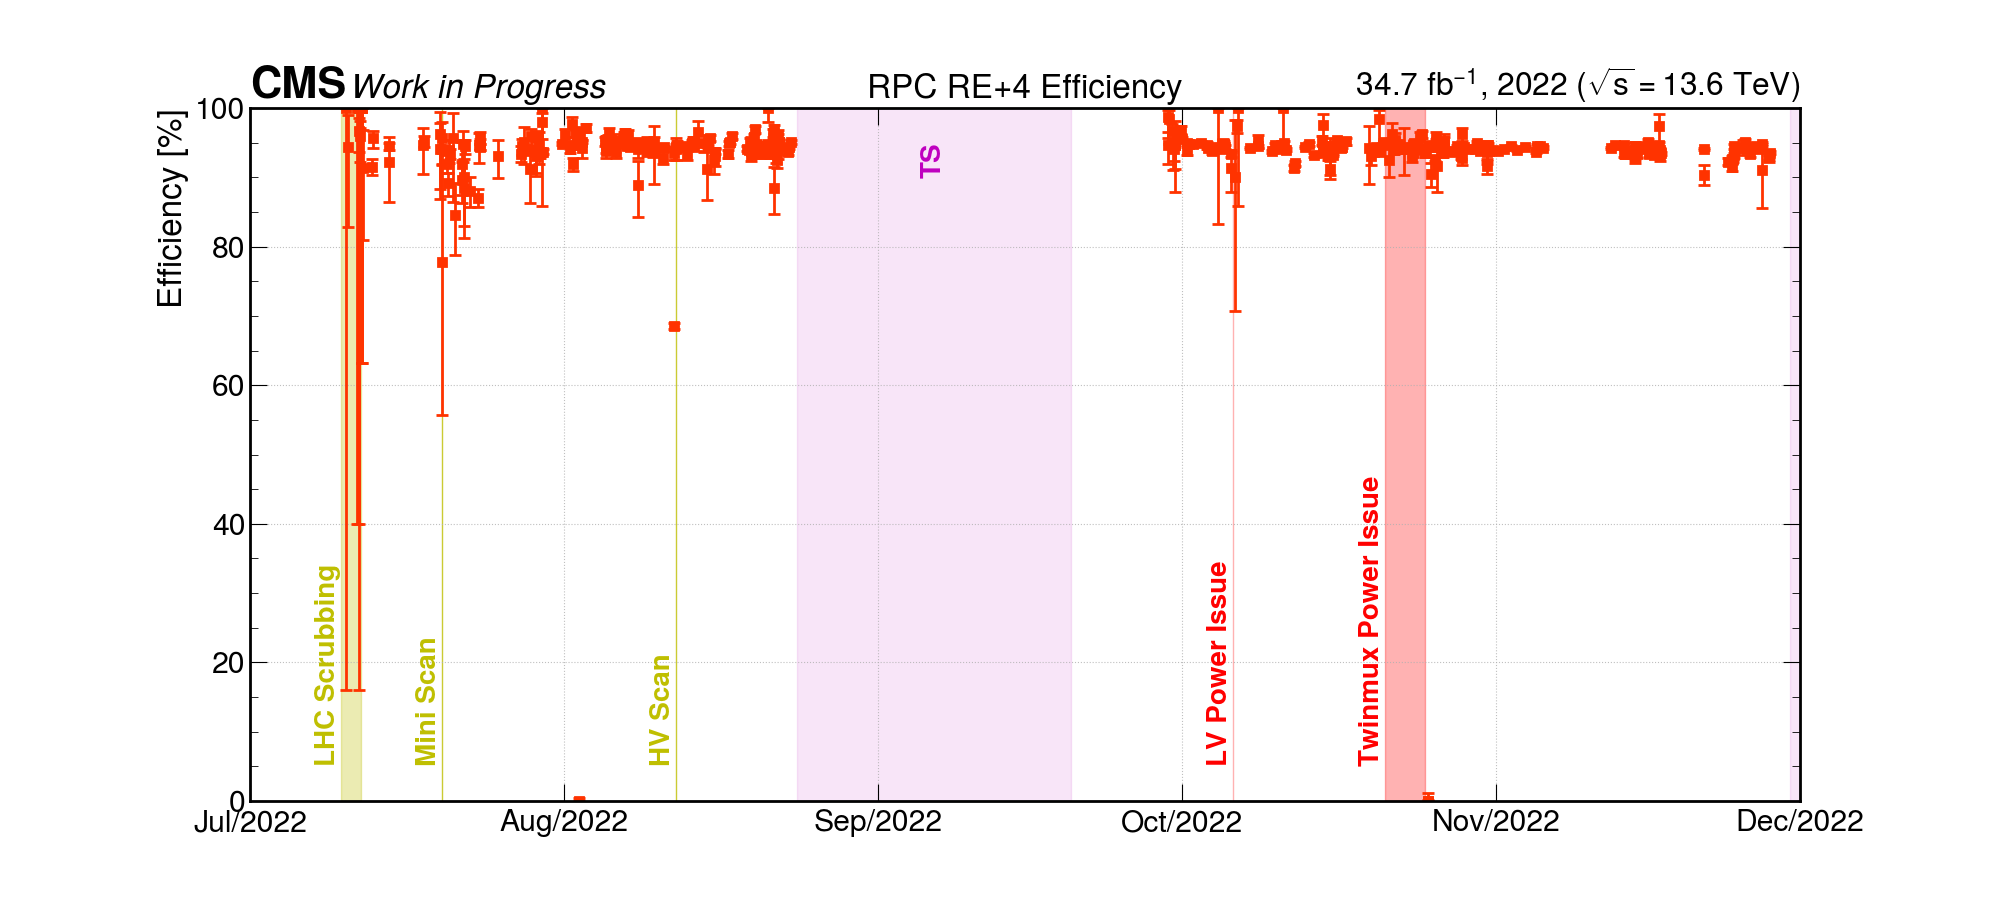 CMS Work in Progress
RPC RE+4 Efficiency
34.7 fb⁻¹, 2022 (√s = 13.6 TeV)
Efficiency [%]
100
80
60
40
20
0
LHC Scrubbing
Mini Scan
HV Scan
TS
LV Power Issue
Twinmux Power Issue
Jul/2022
Aug/2022
Sep/2022
Oct/2022
Nov/2022
Dec/2022